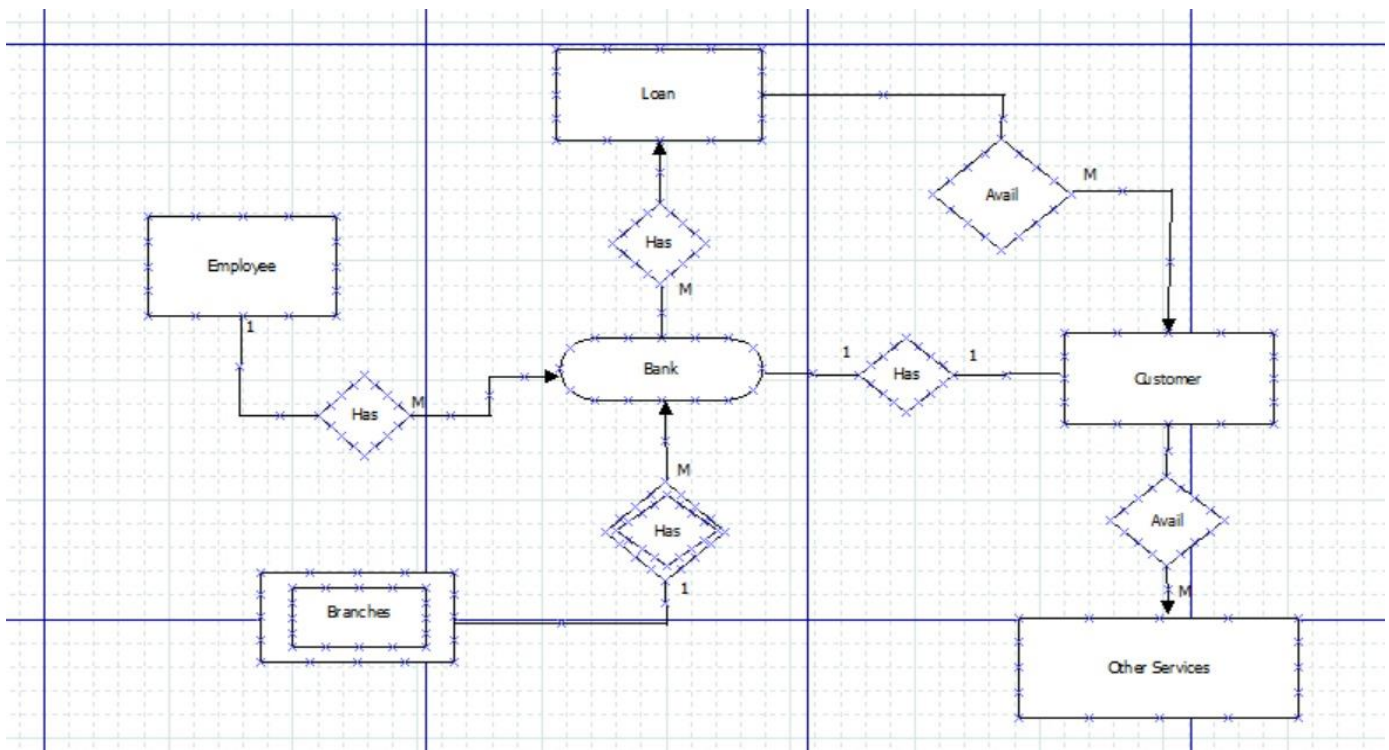 Loan
Avail
M
Has
M
Employee
1
Has
M
Bank
1
Has
1
Customer
M
Has
1
Branches
Avail
M
Other Services